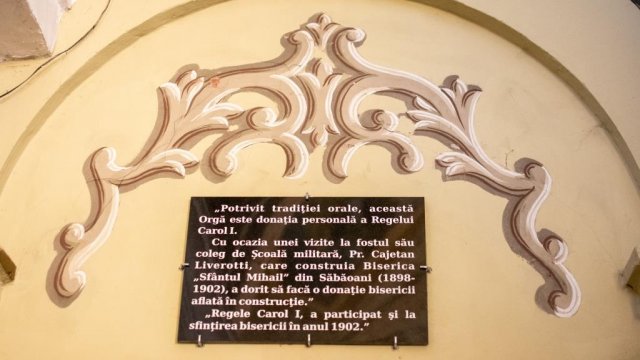 „Potrivit tradiției orale, această
Orgă este donația personală a Regelui
Carol I.
Cu ocazia unei vizite la fostul său
coleg de Școală militară, Pr. Cajetan
Liverotti, care construia Biserica
„Sfântul Mihail” din Săbăoani (1898-
1902), a dorit să facă o donație bisericii
aflată în construcție.”
„Regele Carol I, a participat și la
sfințirea bisericii în anul 1902.”